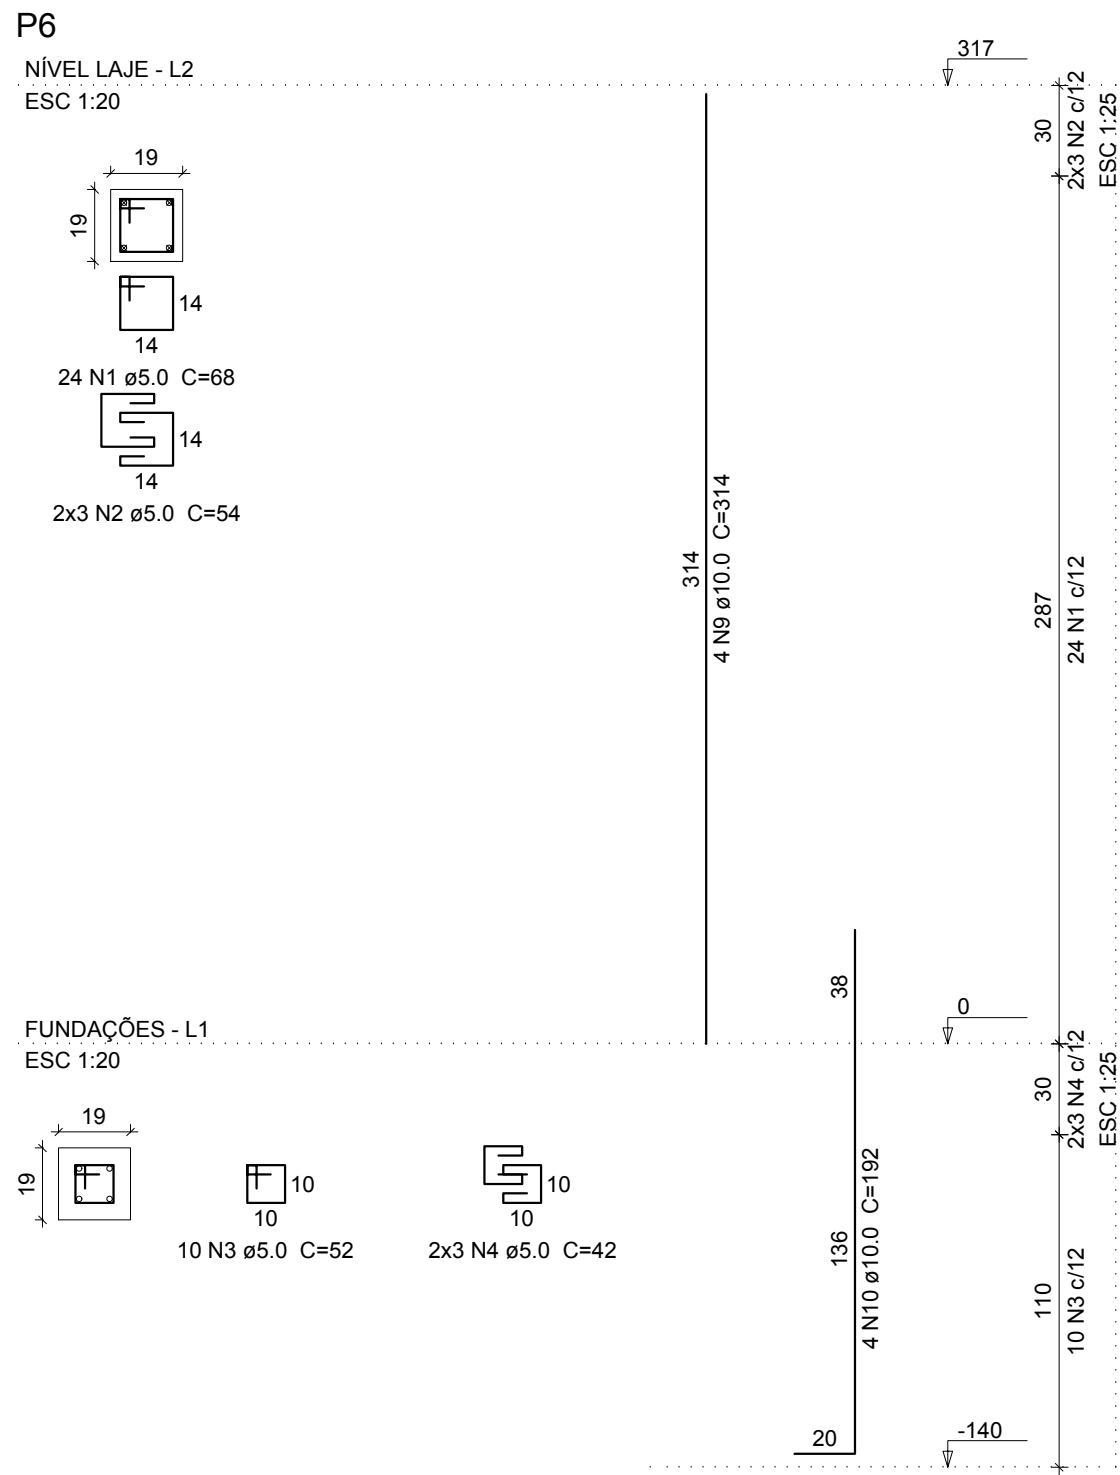 P6
NÍVEL LAJE - L2
ESC 1:20
317
30
2x3 N2 c/12
ESC 1:25
19
19
14
14
24 N1 ø5.0  C=68
14
14
2x3 N2 ø5.0  C=54
314
4 N9 ø10.0  C=314
287
24 N1 c/12
38
FUNDAÇÕES - L1
ESC 1:20
0
30
2x3 N4 c/12
ESC 1:25
19
19
10
10
10 N3 ø5.0  C=52
10
10
2x3 N4 ø5.0  C=42
136
4 N10 ø10.0  C=192
110
10 N3 c/12
20
-140